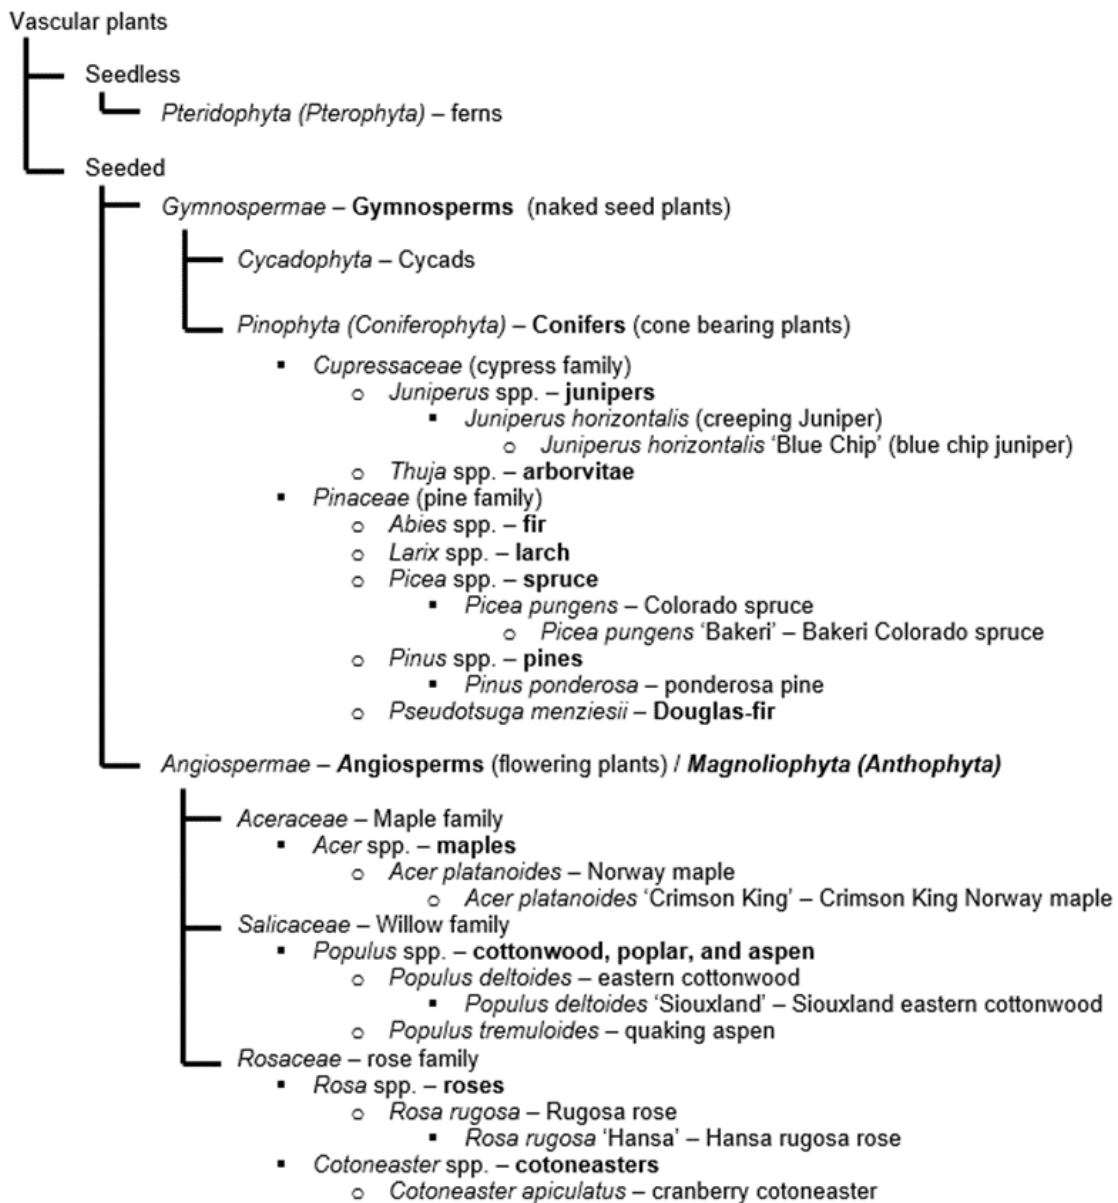 Vascular plants
Seedless
Pteridophyta (Pterophyta) – ferns
Seeded
Gymnospermae – Gymnosperms (naked seed plants)
Cycadophyta – Cycads
Pinophyta (Coniferophyta) – Conifers (cone bearing plants)
▪ Cupressaceae (cypress family)
o Juniperus spp. – junipers
▪ Juniperus horizontalis (creeping Juniper)
o Juniperus horizontalis ‘Blue Chip’ (blue chip juniper)
o Thuja spp. – arborvitae
▪ Pinaceae (pine family)
o Abies spp. – fir
o Larix spp. – larch
o Picea spp. – spruce
▪ Picea pungens – Colorado spruce
o Picea pungens ‘Bakeri’ – Bakeri Colorado spruce
o Pinus spp. – pines
▪ Pinus ponderosa – ponderosa pine
o Pseudotsuga menziesii – Douglas-fir
Angiospermae – Angiosperms (flowering plants) / Magnoliophyta (Anthophyta)
Aceraceae – Maple family
▪ Acer spp. – maples
o Acer platanoides – Norway maple
o Acer platanoides ‘Crimson King’ – Crimson King Norway maple
Salicaceae – Willow family
▪ Populus spp. – cottonwood, poplar, and aspen
o Populus deltoides – eastern cottonwood
▪ Populus deltoides ‘Siouxland’ – Siouxland eastern cottonwood
o Populus tremuloides – quaking aspen
Rosaceae – rose family
▪ Rosa spp. – roses
o Rosa rugosa – Rugosa rose
▪ Rosa rugosa ‘Hansa’ – Hansa rugosa rose
▪ Cotoneaster spp. – cotoneasters
o Cotoneaster apiculatus – cranberry cotoneaster